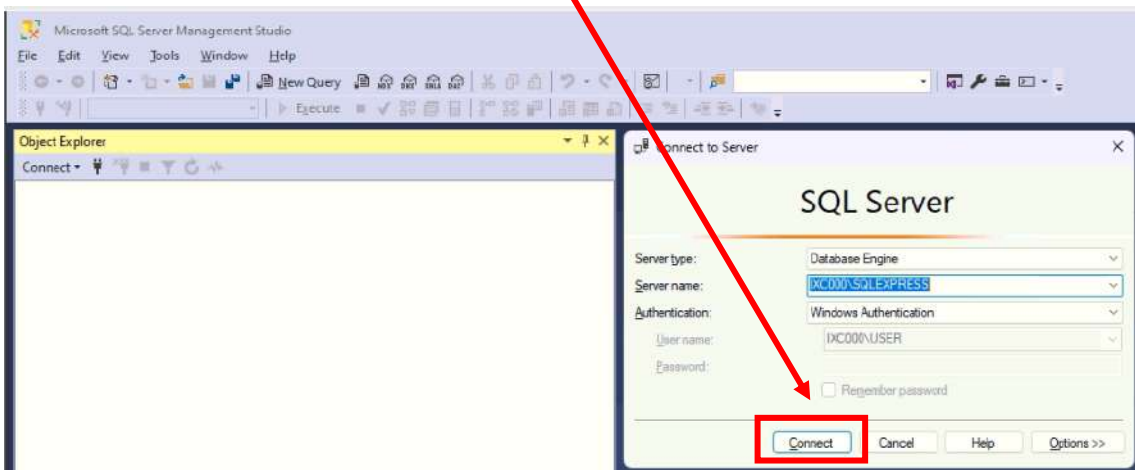 Microsoft SQL Server Management Studio
File Edit View Tools Window Help
New Query
Execute
Object Explorer
Connect
Connect to Server
SQL Server
Server type: Database Engine
Server name: IXC000\SQLEXPRESS
Authentication: Windows Authentication
User name: IXC000\USER
Password:
Remember password
Connect Cancel Help Options >>